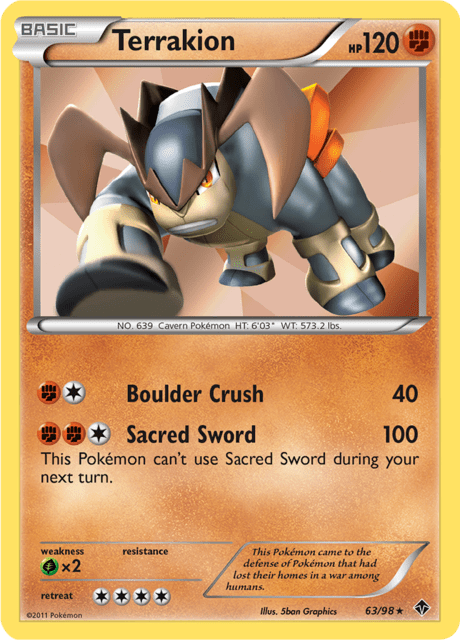 BASIC
Terrakion
HP120
NO. 639 Cavern Pokémon HT: 6'03" WT: 573.2 lbs.
Boulder Crush 40
Sacred Sword 100
This Pokémon can't use Sacred Sword during your
next turn.
weakness resistance
×2
retreat
This Pokémon came to the
defense of Pokémon that had
lost their homes in a war among
humans.
©2011 Pokémon
Illus. 5ban Graphics
63/98 ★